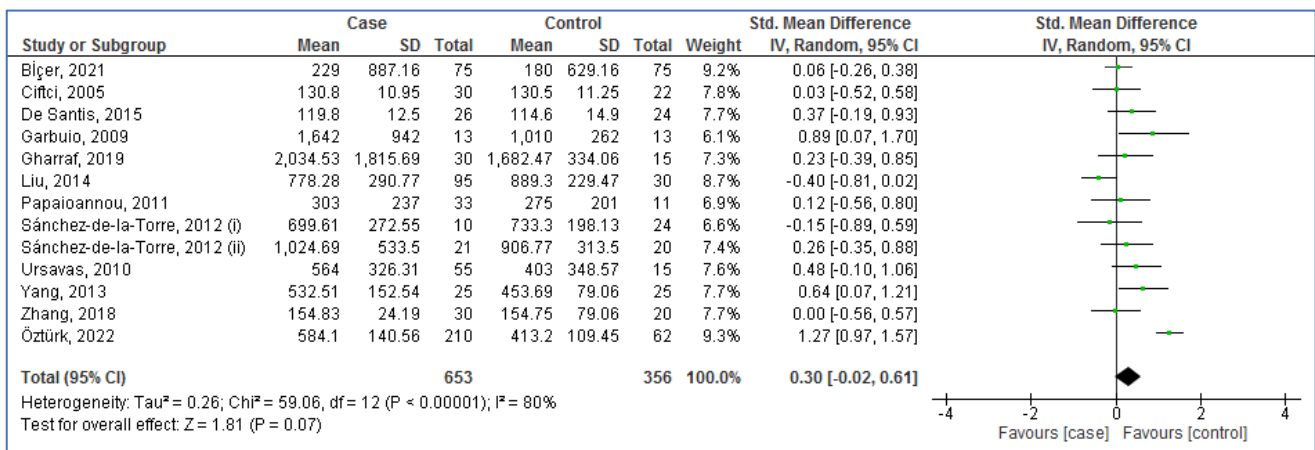 Case Control Std. Mean Difference Std. Mean Difference
Study or Subgroup Mean SD Total Mean SD Total Weight IV, Random, 95% CI IV, Random, 95% CI
Bİçer, 2021 229 887.16 75 180 629.16 75 9.2% 0.06 [-0.26, 0.38]
Ciftci, 2005 130.8 10.95 30 130.5 11.25 22 7.8% 0.03 [-0.52, 0.58]
De Santis, 2015 119.8 12.5 26 114.6 14.9 24 7.7% 0.37 [-0.19, 0.93]
Garbuio, 2009 1,642 942 13 1,010 262 13 6.1% 0.89 [0.07, 1.70]
Gharraf, 2019 2,034.53 1,815.69 30 1,682.47 334.06 15 7.3% 0.23 [-0.39, 0.85]
Liu, 2014 778.28 290.77 95 889.3 229.47 30 8.7% -0.40 [-0.81, 0.02]
Papaioannou, 2011 303 237 33 275 201 11 6.9% 0.12 [-0.56, 0.80]
Sánchez-de-la-Torre, 2012 (i) 699.61 272.55 10 733.3 198.13 24 6.6% -0.15 [-0.89, 0.59]
Sánchez-de-la-Torre, 2012 (ii) 1,024.69 533.5 21 906.77 313.5 20 7.4% 0.26 [-0.35, 0.88]
Ursavas, 2010 564 326.31 55 403 348.57 15 7.6% 0.48 [-0.10, 1.06]
Yang, 2013 532.51 152.54 25 453.69 79.06 25 7.7% 0.64 [0.07, 1.21]
Zhang, 2018 154.83 24.19 30 154.75 79.06 20 7.7% 0.00 [-0.56, 0.57]
Öztürk, 2022 584.1 140.56 210 413.2 109.45 62 9.3% 1.27 [0.97, 1.57]
Total (95% CI) 653 356 100.0% 0.30 [-0.02, 0.61]
Heterogeneity: Tau² = 0.26; Chi² = 59.06, df = 12 (P < 0.00001); I² = 80%
Test for overall effect: Z = 1.81 (P = 0.07)
-4 -2 0 2 4
Favours [case] Favours [control]